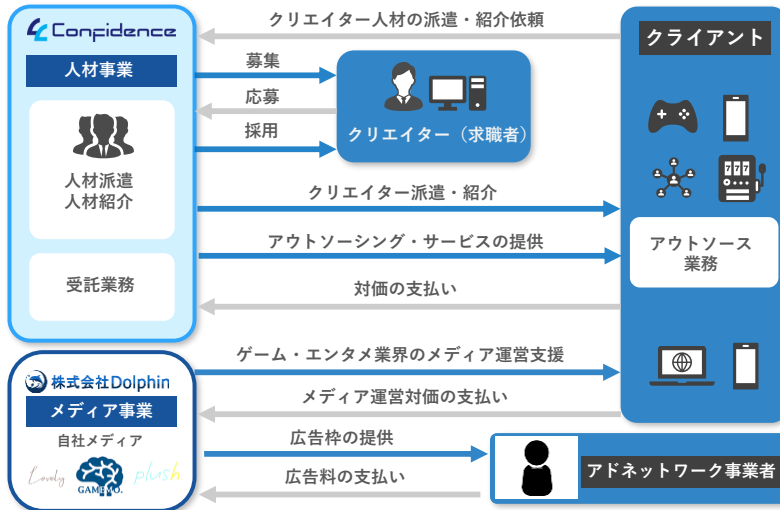 Confidence
人材事業
人材派遣
人材紹介
受託業務
クリエイター人材の派遣・紹介依頼
募集
応募
採用
クリエイター（求職者）
クリエイター派遣・紹介
アウトソーシング・サービスの提供
対価の支払い
クライアント
777
アウトソース
業務
株式会社Dolphin
メディア事業
自社メディア
Lovely
GAMEMO.
plush
ゲーム・エンタメ業界のメディア運営支援
メディア運営対価の支払い
広告枠の提供
広告料の支払い
アドネットワーク事業者